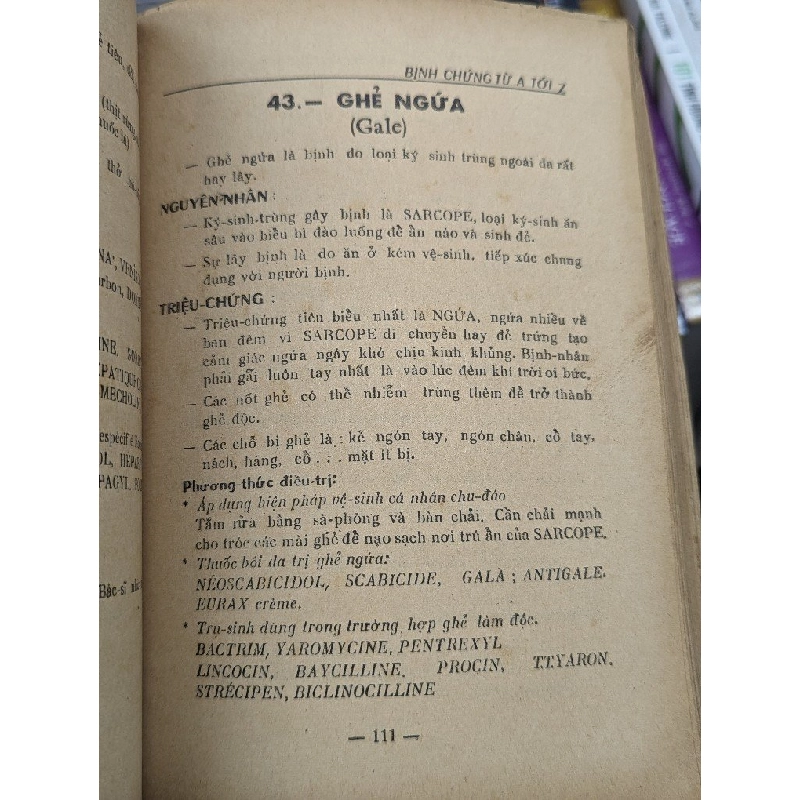 BỊNH CHỨNG TỪ A TỚI Z
43.— GHẺ NGỨA
(Gale)
— Ghẻ ngứa là bịnh do loại ký sinh trùng ngoài da rất
hay lây.
NGUYÊN-NHÂN :
— Ký-sinh-trùng gây bịnh là SARCOPE, loại ký-sinh ăn
sâu vào biểu bì đào luống để ẩn náo và sinh đẻ.
— Sự lây bịnh là do ăn ở kém vệ-sinh, tiếp xúc chung
dụng với người bịnh.
TRIỆU-CHỨNG :
— Triệu-chứng tiêu biểu nhất là NGỨA, ngứa nhiều về
ban đêm vì SARCOPE di chuyển hay đẻ trứng tạo
cảm giác ngứa ngáy khó chịu kinh khủng. Bịnh-nhân
phải gãi luôn tay nhất là vào lúc đêm khi trời oi bức.
— Các nốt ghẻ có thể nhiễm trùng thêm để trở thành
ghẻ độc.
— Các chỗ bị ghẻ là : kẻ ngón tay, ngón chân, cổ tay,
nách, háng, cổ . . . mặt ít bị.
Phương thức điều-trị:
* Áp dụng biện pháp vệ-sinh cá nhân chu-đáo
Tắm rửa bằng sà-phòng và bàn chải. Cần chải mạnh
cho tróc các mài ghẻ để nạo sạch nơi trú ẩn của SARCOPE.
* Thuốc bôi da trị ghẻ ngứa:
NÉOSCABICIDOL, SCABICIDE, GALA ; ANTIGALE,
EURAX crème.
* Trụ-sinh dùng trong trường hợp ghẻ làm độc.
BACTRIM, YAROMYCINE, PENTREXYL
LINCOCIN, BAYCILLINE, PROCIN, T.T.YARON,
STRÉCIPEN, BICLINOCILLINE
— 111 —